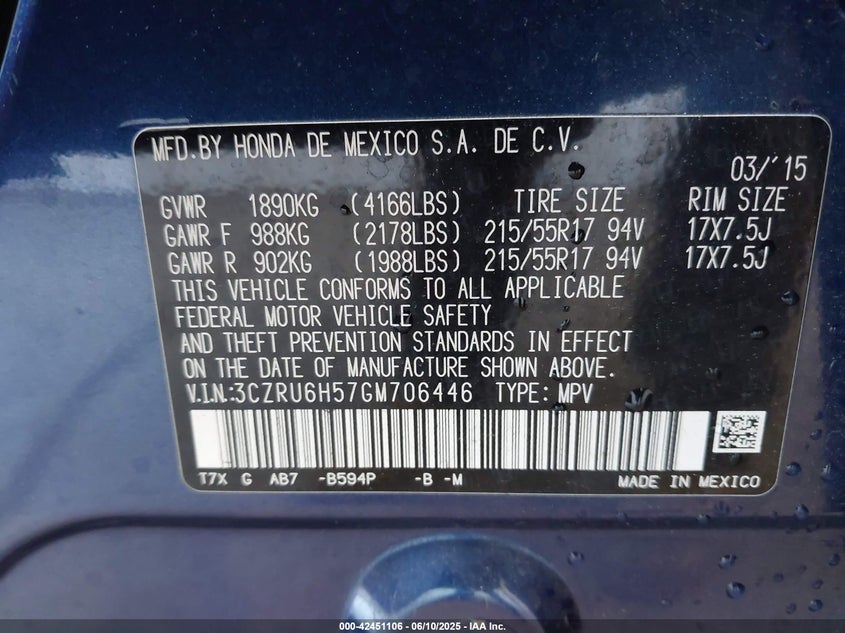 MFD.BY HONDA DE MEXICO S.A. DE C.V.
03/'15
GVWR 1890KG (4166LBS) TIRE SIZE RIM SIZE
GAWR F 988KG (2178LBS) 215/55R17 94V 17X7.5J
GAWR R 902KG (1988LBS) 215/55R17 94V 17X7.5J
THIS VEHICLE CONFORMS TO ALL APPLICABLE
FEDERAL MOTOR VEHICLE SAFETY
AND THEFT PREVENTION STANDARDS IN EFFECT
ON THE DATE OF MANUFACTURE SHOWN ABOVE.
V.I.N.:3CZRU6H57GM706446 TYPE: MPV
T7X G AB7 -B594P -B -M MADE IN MEXICO
000-42451106 - 06/10/2025 - IAA Inc.